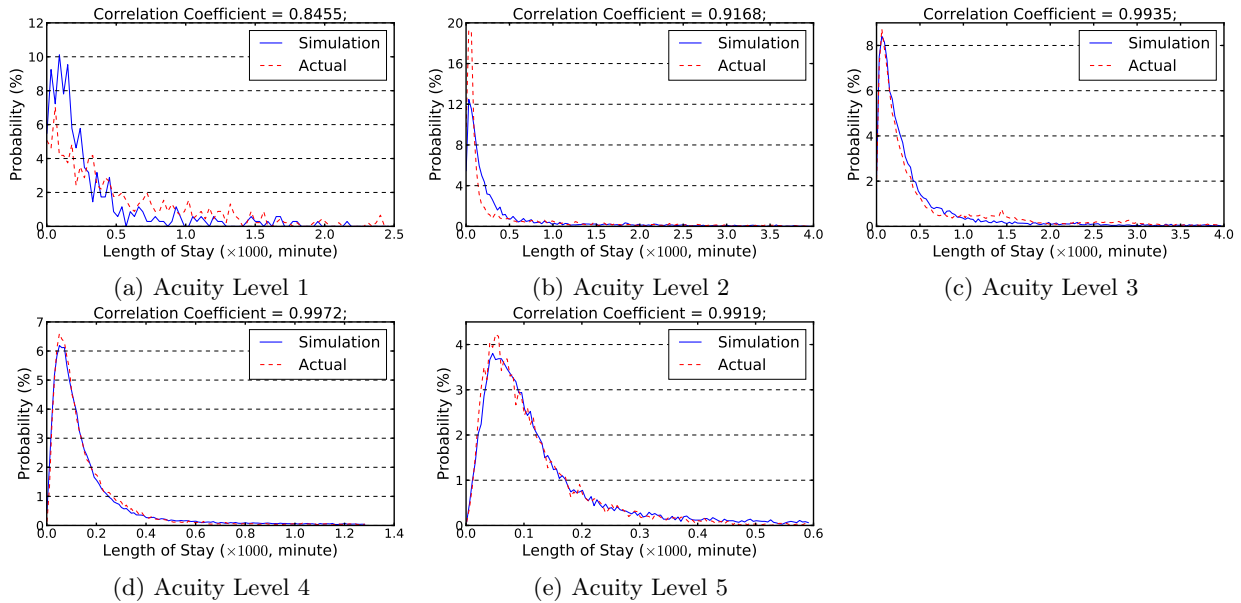 Correlation Coefficient = 0.8455;
12
10
8
6
4
2
0
Probability (%)
Simulation
Actual
0.0 0.5 1.0 1.5 2.0 2.5
Length of Stay (×1000, minute)
(a) Acuity Level 1
Correlation Coefficient = 0.9168;
20
16
12
8
4
0
Probability (%)
Simulation
Actual
0.0 0.5 1.0 1.5 2.0 2.5 3.0 3.5 4.0
Length of Stay (×1000, minute)
(b) Acuity Level 2
Correlation Coefficient = 0.9935;
8
6
4
2
0
Probability (%)
Simulation
Actual
0.0 0.5 1.0 1.5 2.0 2.5 3.0 3.5 4.0
Length of Stay (×1000, minute)
(c) Acuity Level 3
Correlation Coefficient = 0.9972;
7
6
5
4
3
2
1
0
Probability (%)
Simulation
Actual
0.0 0.2 0.4 0.6 0.8 1.0 1.2 1.4
Length of Stay (×1000, minute)
(d) Acuity Level 4
Correlation Coefficient = 0.9919;
4
3
2
1
0
Probability (%)
Simulation
Actual
0.0 0.1 0.2 0.3 0.4 0.5 0.6
Length of Stay (×1000, minute)
(e) Acuity Level 5